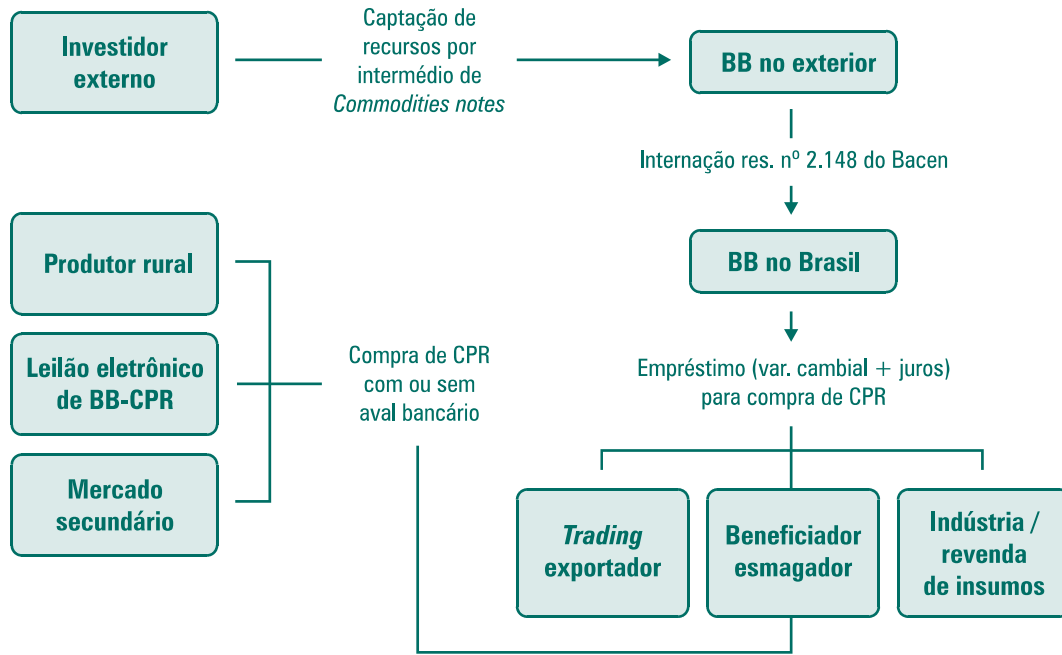 Investidor
externo
Captação de
recursos por
intermédio de
Commodities notes
BB no exterior
Internação res. nº 2.148 do Bacen
BB no Brasil
Empréstimo (var. cambial + juros)
para compra de CPR
Trading
exportador
Beneficiador
esmagador
Indústria /
revenda
de insumos
Compra de CPR
com ou sem
aval bancário
Produtor rural
Leilão eletrônico
de BB-CPR
Mercado
secundário